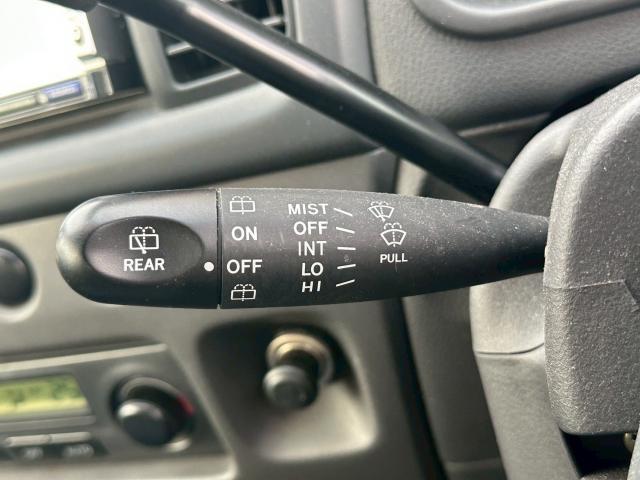 REAR
ON
OFF
MIST
OFF
INT
LO
HI
PULL